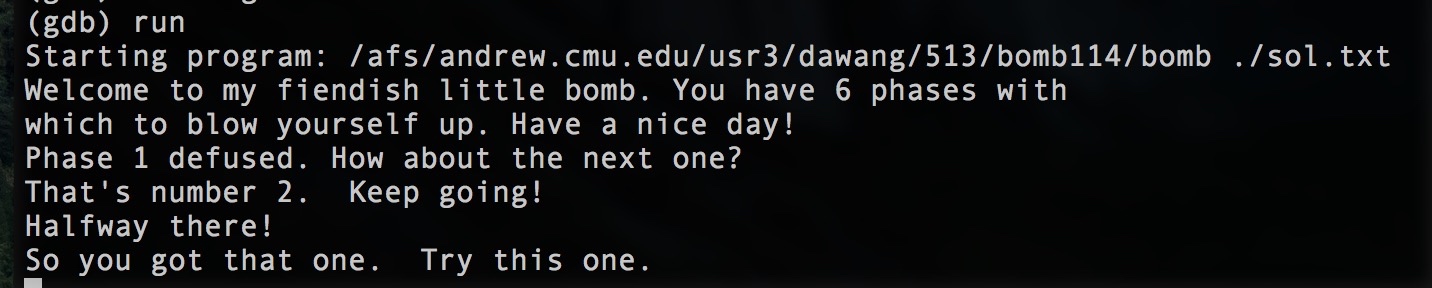 (gdb) run
Starting program: /afs/andrew.cmu.edu/usr3/dawang/513/bomb114/bomb ./sol.txt
Welcome to my fiendish little bomb. You have 6 phases with
which to blow yourself up. Have a nice day!
Phase 1 defused. How about the next one?
That's number 2.  Keep going!
Halfway there!
So you got that one.  Try this one.